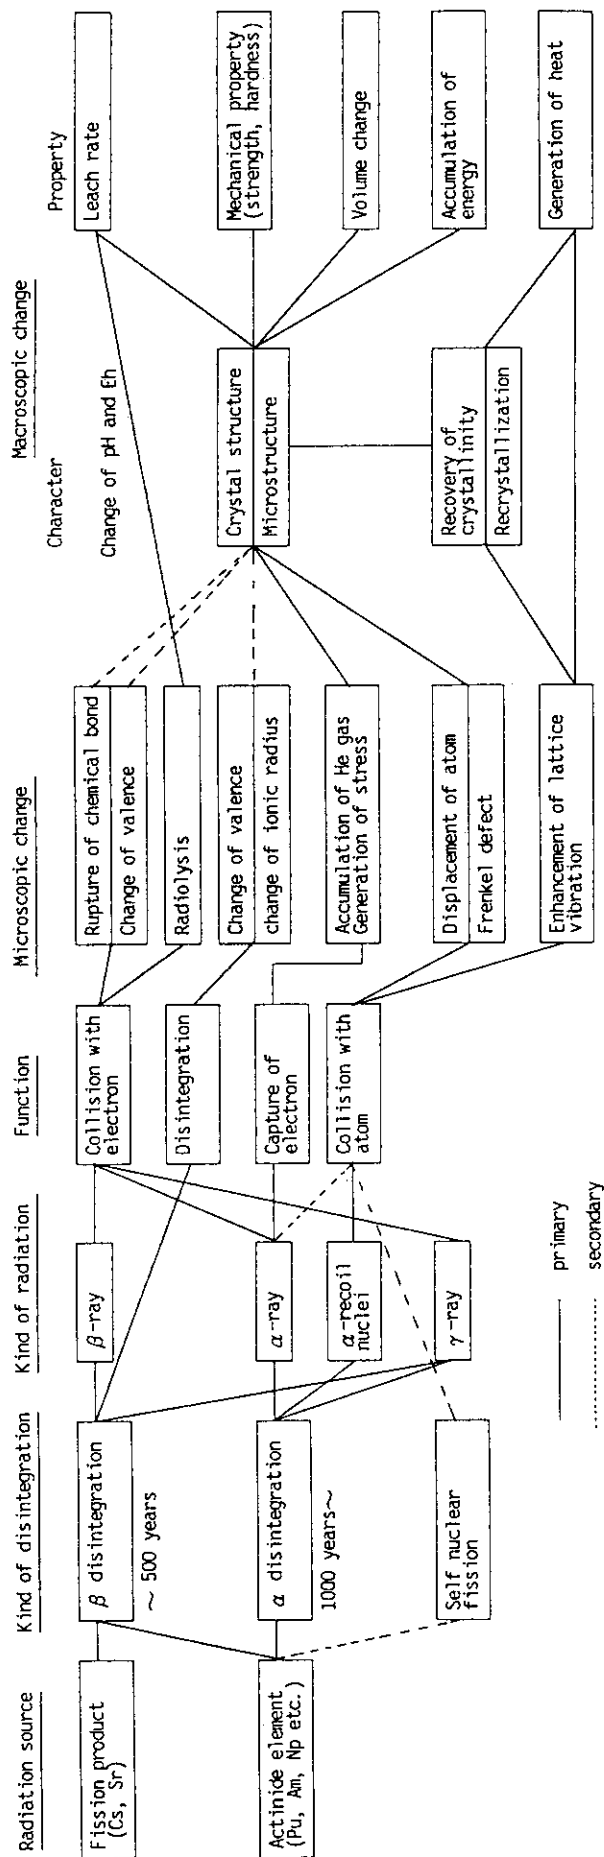 Radiation source
Fission product
(Cs, Sr)
Actinide element
(Pu, Am, Np etc.)
Kind of disintegration
β disintegration
~ 500 years
α disintegration
1000 years~
Self nuclear
fission
Kind of radiation
β-ray
α-ray
α-recoil
nuclei
γ-ray
primary
secondary
Function
Collision with
electron
Disintegration
Capture of
electron
Collision with
atom
Microscopic change
Rupture of chemical bond
Change of valence
Radiolysis
Change of valence
change of ionic radius
Accumulation of He gas
Generation of stress
Displacement of atom
Frenkel defect
Enhancement of lattice
vibration
Macroscopic change
Character
Change of pH and Eh
Crystal structure
Microstructure
Recovery of
crystallinity
Recrystallization
Property
Leach rate
Mechanical property
(strength, hardness)
Volume change
Accumulation of
energy
Generation of heat